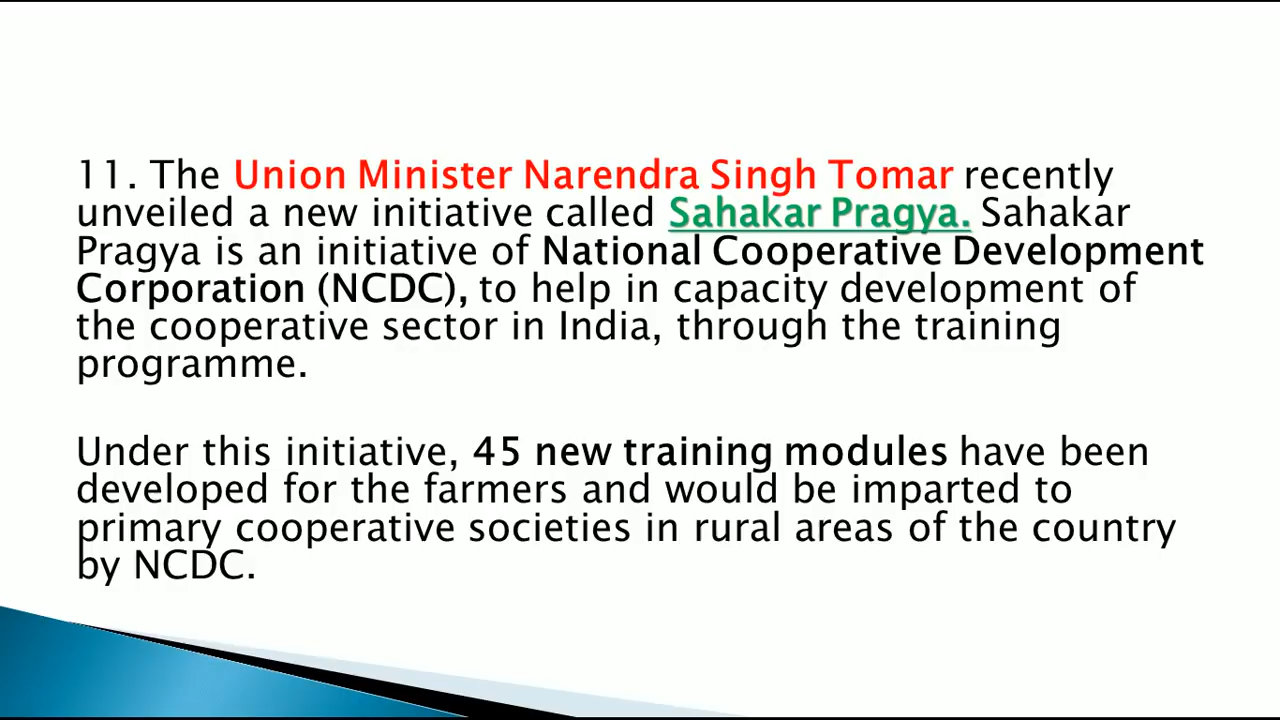 11. The Union Minister Narendra Singh Tomar recently
unveiled a new initiative called Sahakar Pragya. Sahakar
Pragya is an initiative of National Cooperative Development
Corporation (NCDC), to help in capacity development of
the cooperative sector in India, through the training
programme.
Under this initiative, 45 new training modules have been
developed for the farmers and would be imparted to
primary cooperative societies in rural areas of the country
by NCDC.